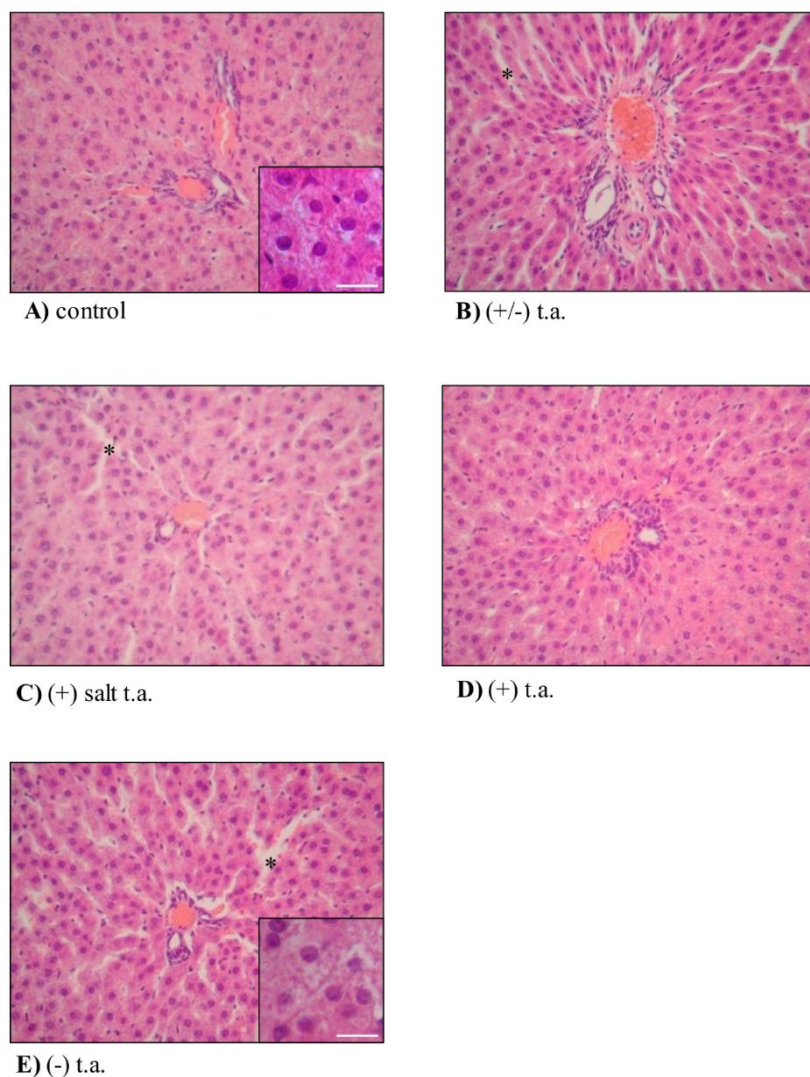 *
A) control
B) (+/-) t.a.
*
C) (+) salt t.a.
D) (+) t.a.
*
E) (-) t.a.